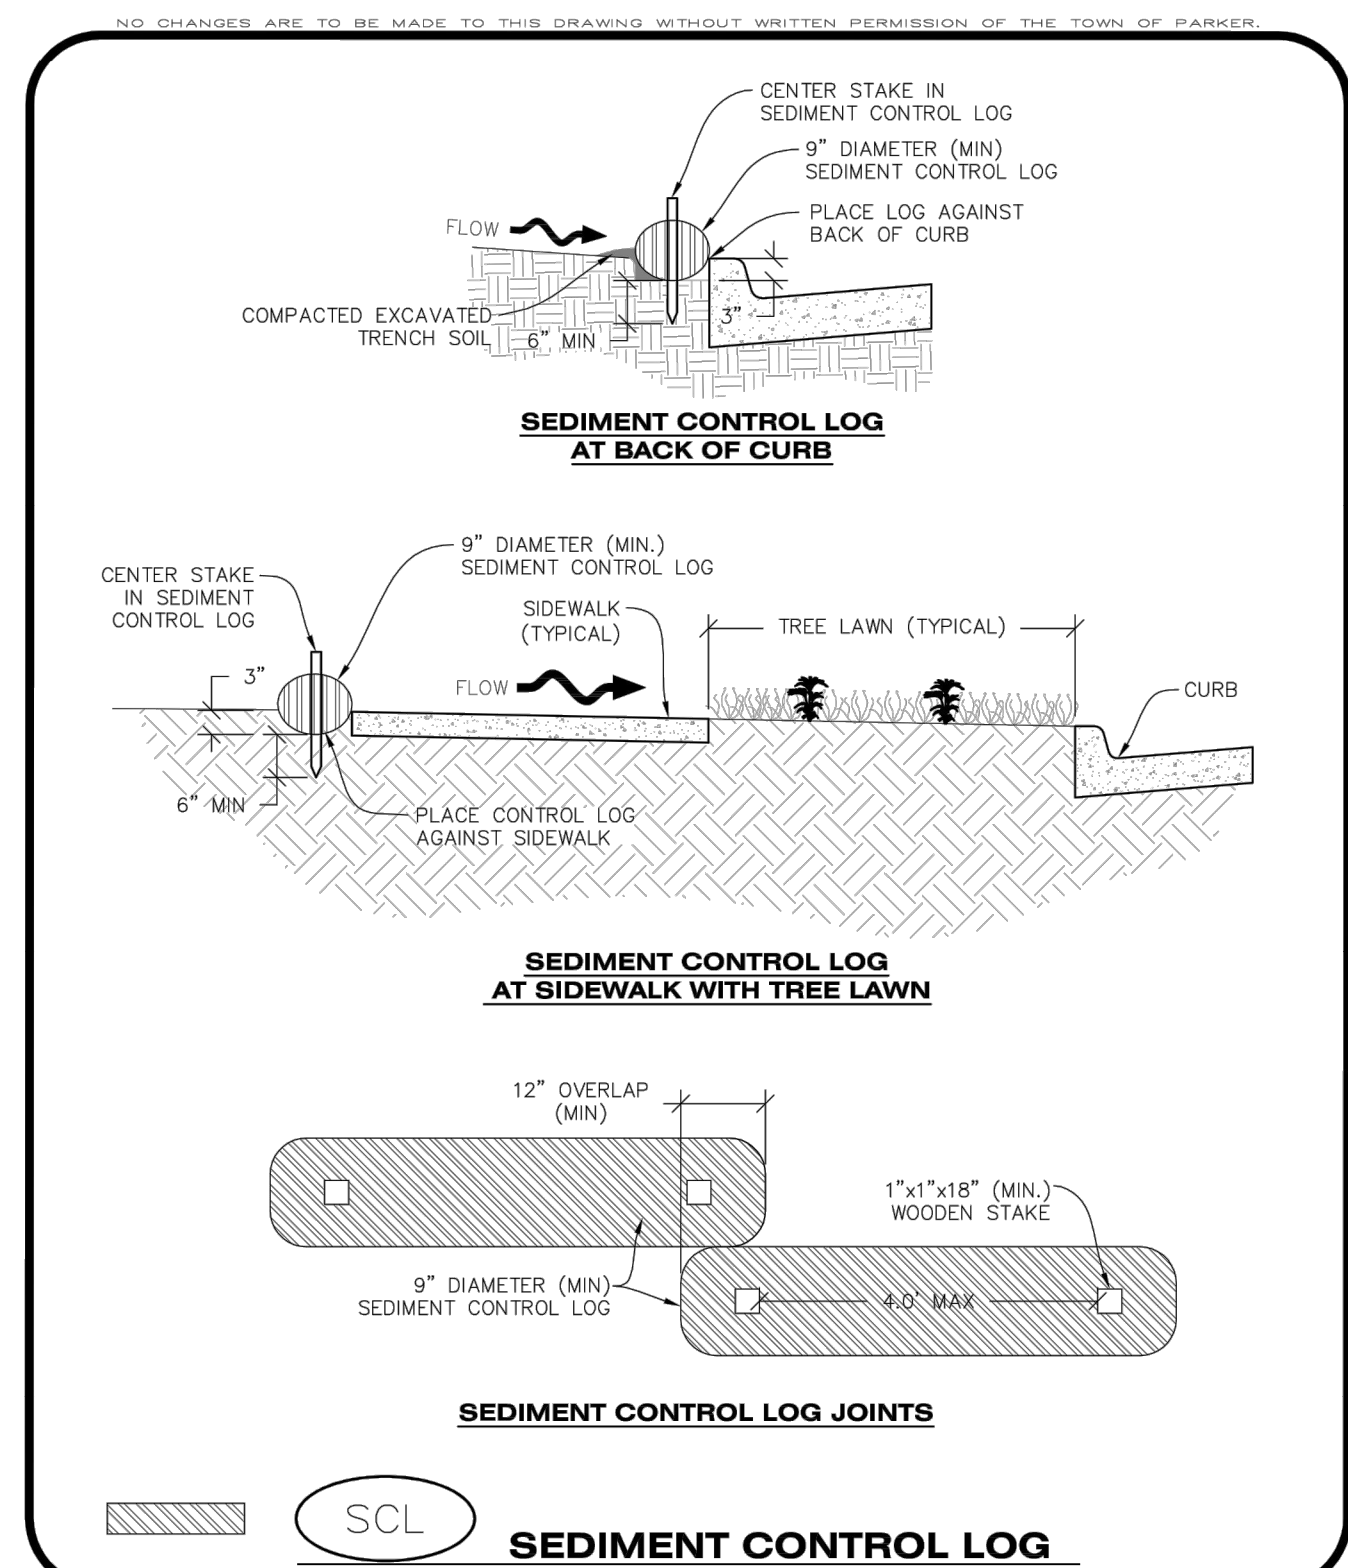 NO CHANGES ARE TO BE MADE TO THIS DRAWING WITHOUT WRITTEN PERMISSION OF THE TOWN OF PARKER.
CENTER STAKE IN
SEDIMENT CONTROL LOG
9" DIAMETER (MIN)
SEDIMENT CONTROL LOG
PLACE LOG AGAINST
BACK OF CURB
FLOW
COMPACTED EXCAVATED
TRENCH SOIL
6" MIN
3"
SEDIMENT CONTROL LOG
AT BACK OF CURB
9" DIAMETER (MIN.)
SEDIMENT CONTROL LOG
CENTER STAKE
IN SEDIMENT
CONTROL LOG
SIDEWALK
(TYPICAL)
TREE LAWN (TYPICAL)
3"
FLOW
CURB
6" MIN
PLACE CONTROL LOG
AGAINST SIDEWALK
SEDIMENT CONTROL LOG
AT SIDEWALK WITH TREE LAWN
12" OVERLAP
(MIN)
1"x1"x18" (MIN.)
WOODEN STAKE
9" DIAMETER (MIN)
SEDIMENT CONTROL LOG
4.0' MAX
SEDIMENT CONTROL LOG JOINTS
SCL
SEDIMENT CONTROL LOG